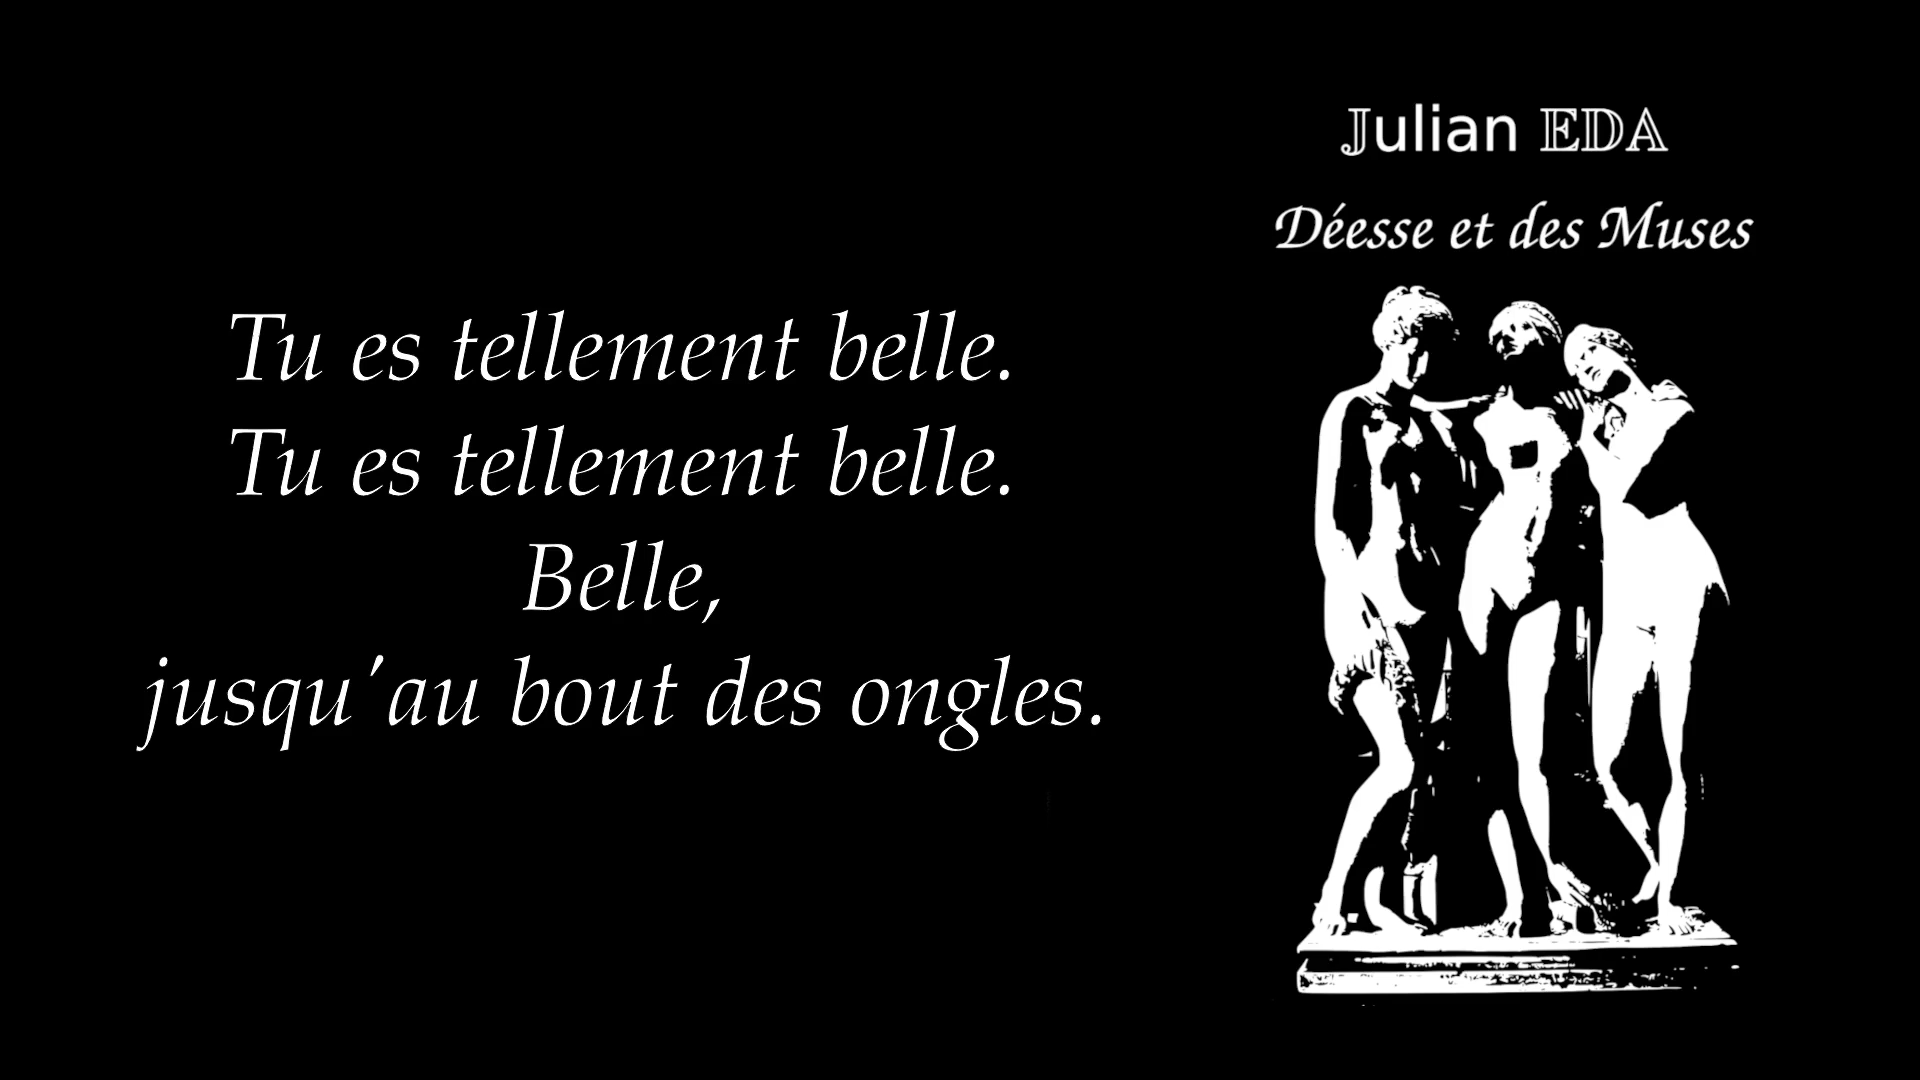 Julian EDA
Déesse et des Muses
Tu es tellement belle.
Tu es tellement belle.
Belle,
jusqu'au bout des ongles.